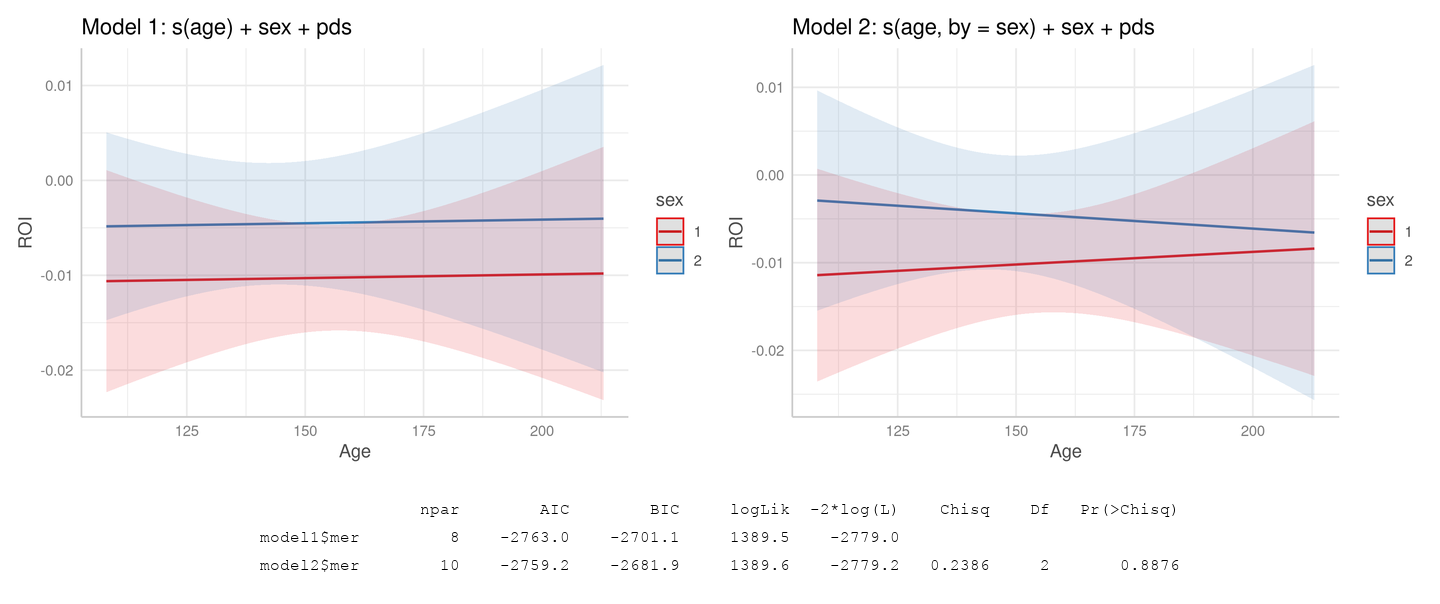 Model 1: s(age) + sex + pds
0.01
0.00
-0.01
-0.02
ROI
125 150 175 200
Age
sex
1
2
Model 2: s(age, by = sex) + sex + pds
0.01
0.00
-0.01
-0.02
ROI
125 150 175 200
Age
sex
1
2
npar AIC BIC logLik -2*log(L) Chisq Df Pr(>Chisq)
model1$mer 8 -2763.0 -2701.1 1389.5 -2779.0
model2$mer 10 -2759.2 -2681.9 1389.6 -2779.2 0.2386 2 0.8876